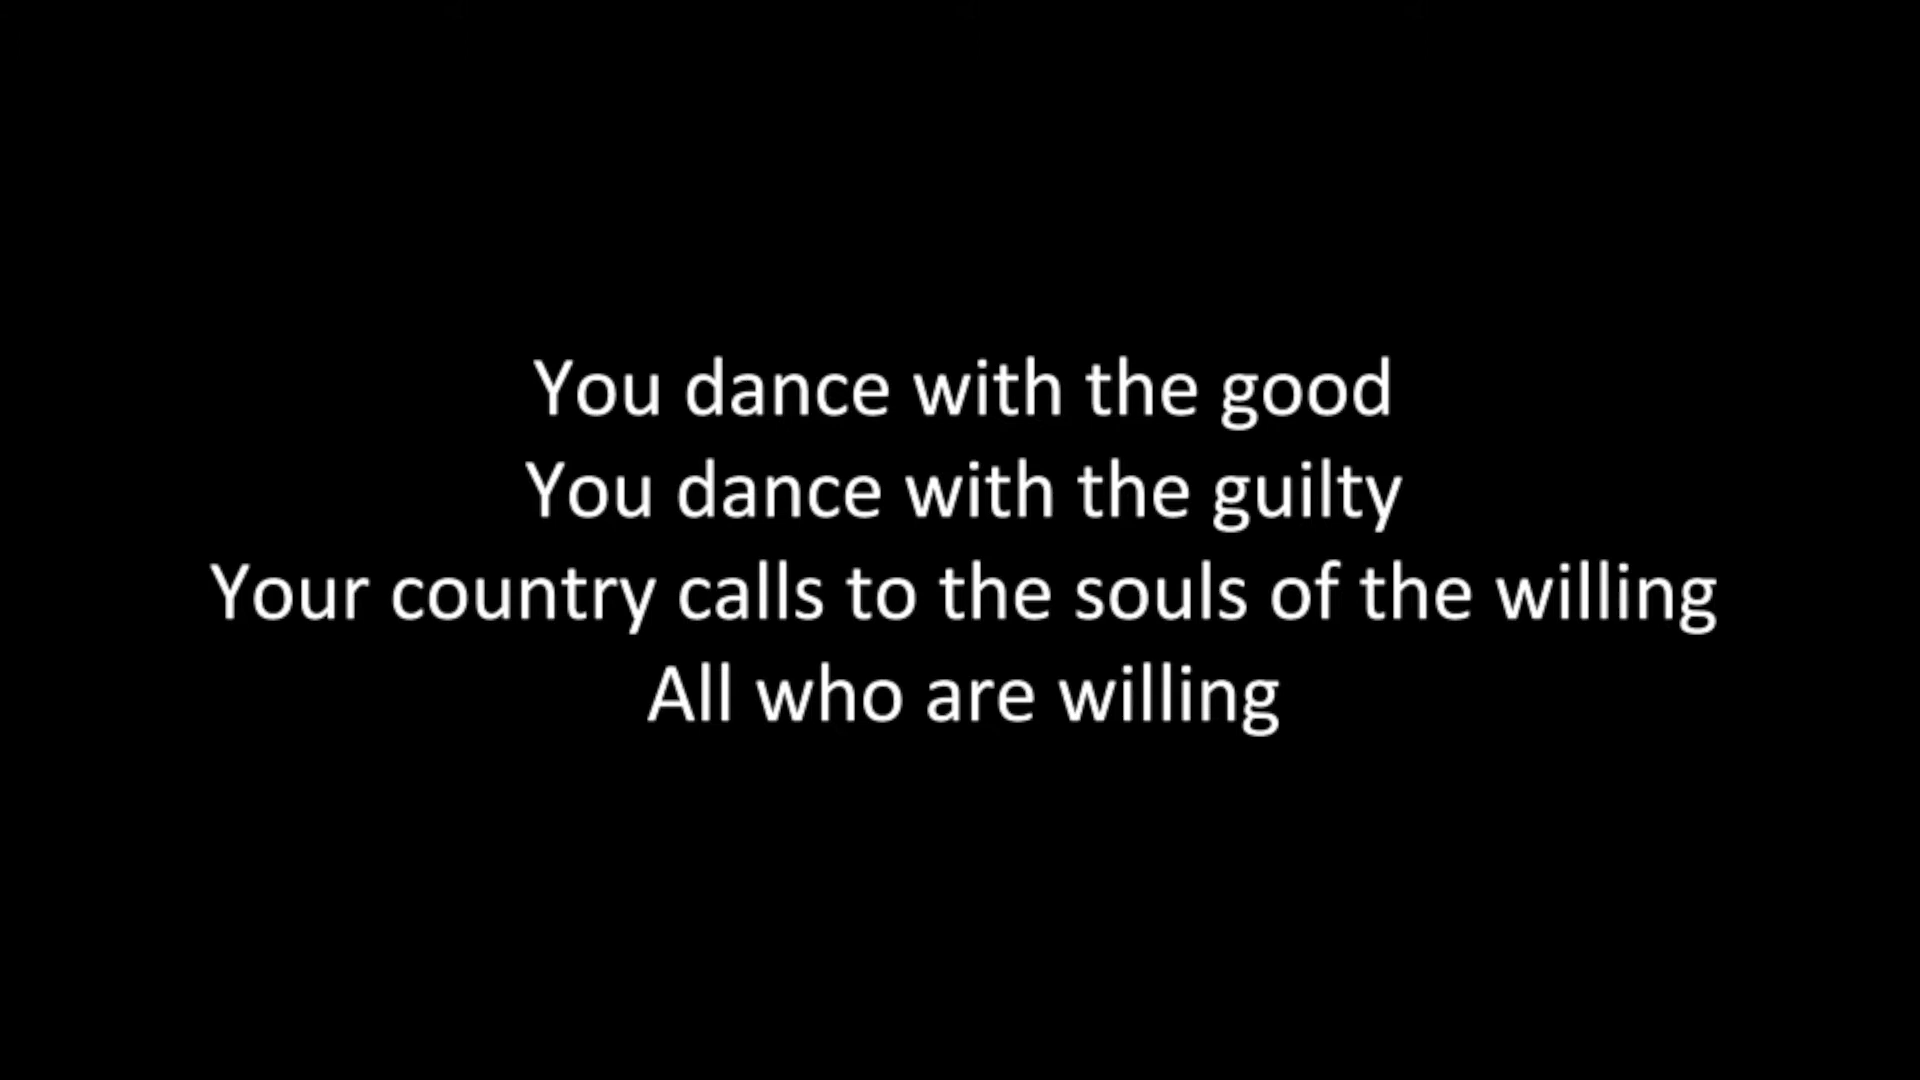 You dance with the good
You dance with the guilty
Your country calls to the souls of the willing
All who are willing